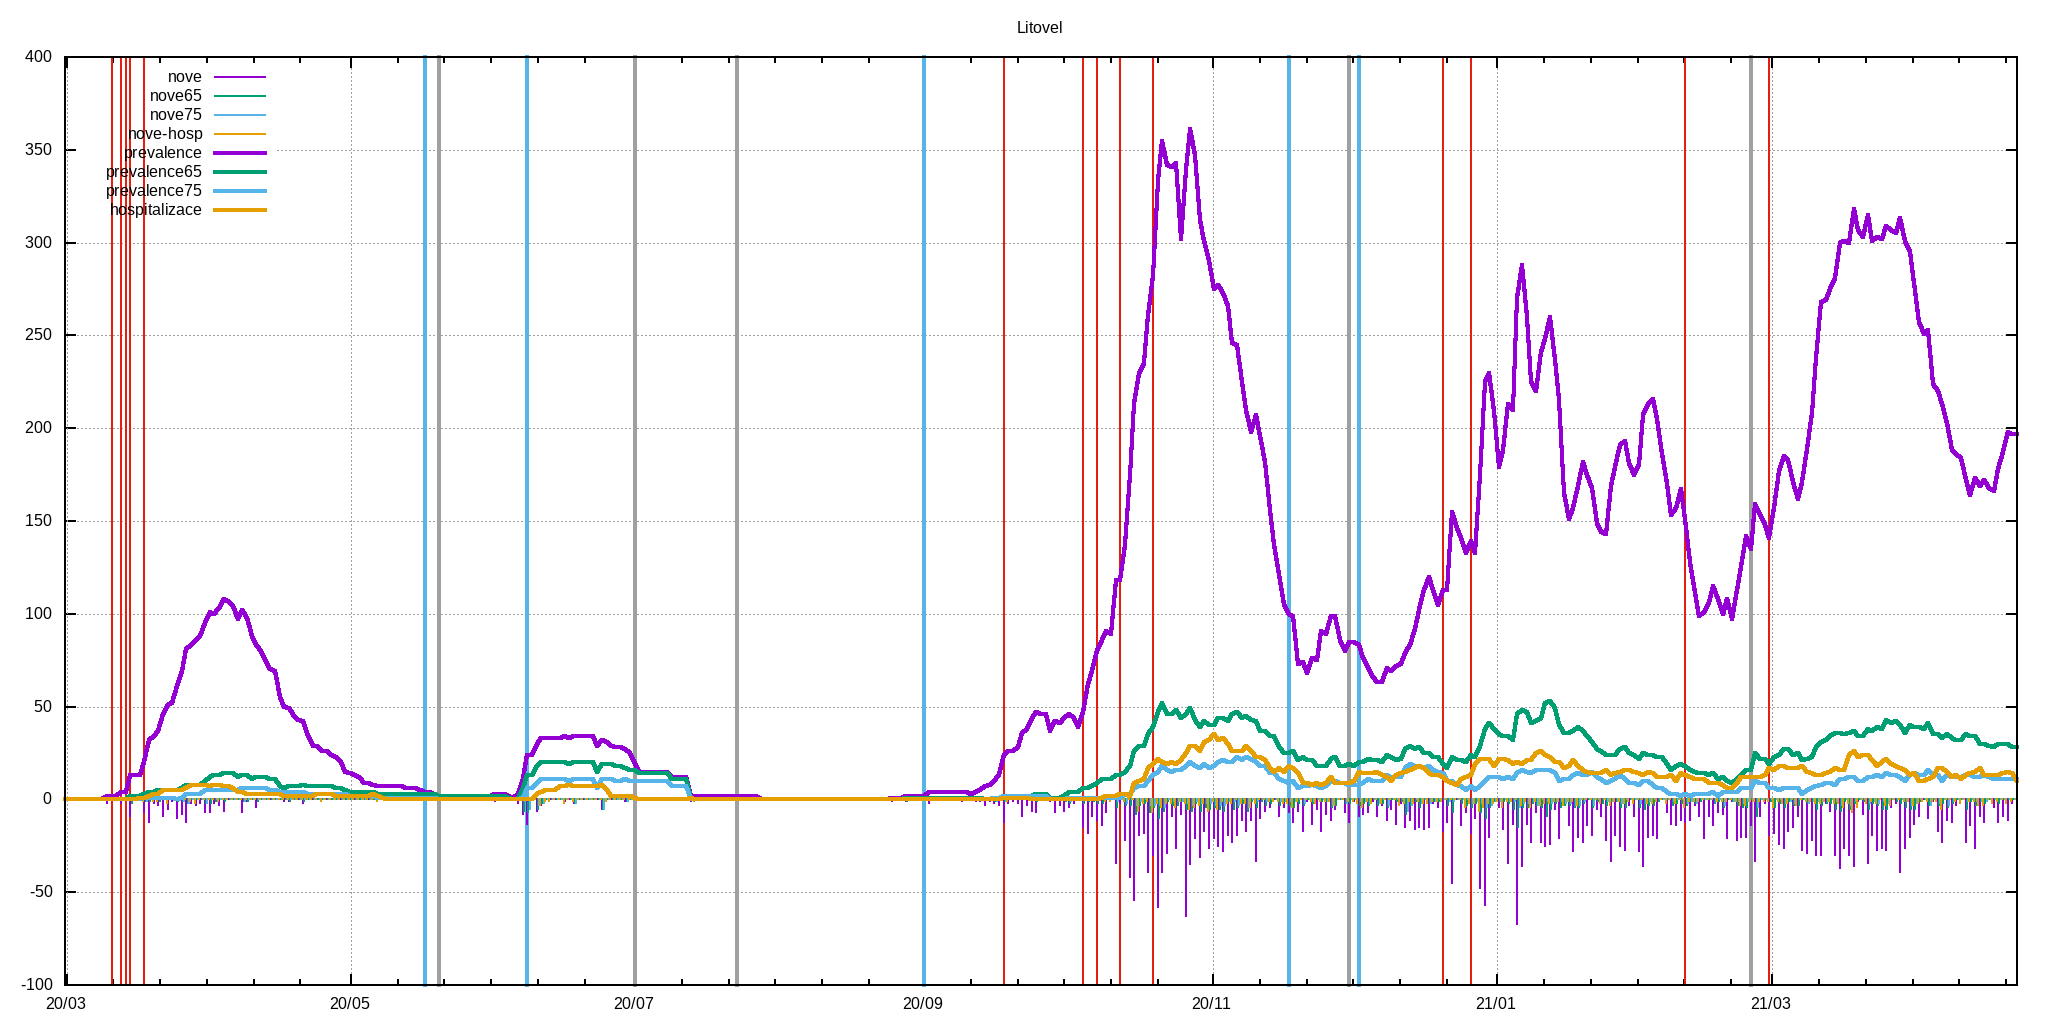 Litovel
400
350
300
250
200
150
100
50
0
-50
-100
nove
nove65
nove75
nove-hosp
prevalence
prevalence65
prevalence75
hospitalizace
20/03 20/05 20/07 20/09 20/11 21/01 21/03